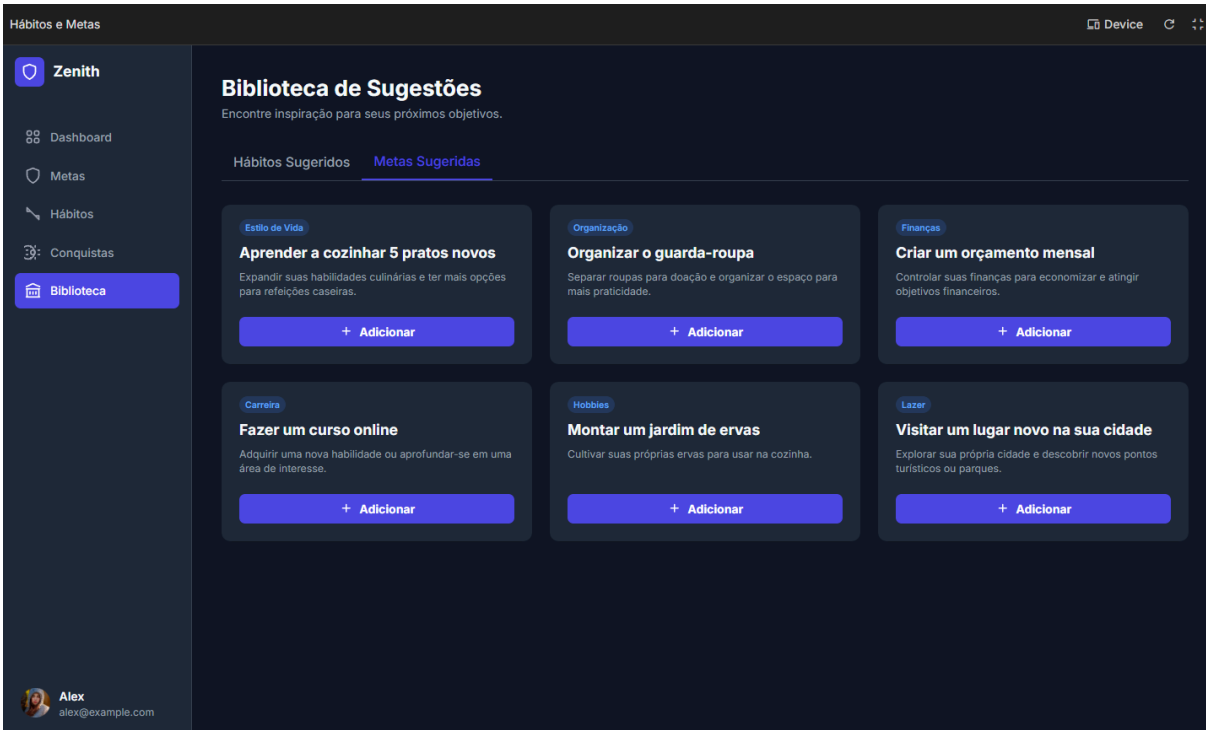 Hábitos e Metas
Device
Zenith
Dashboard
Metas
Hábitos
Conquistas
Biblioteca
Alex
alex@example.com
Biblioteca de Sugestões
Encontre inspiração para seus próximos objetivos.
Hábitos Sugeridos
Metas Sugeridas
Estilo de Vida
Aprender a cozinhar 5 pratos novos
Expandir suas habilidades culinárias e ter mais opções
para refeições caseiras.
+ Adicionar
Organização
Organizar o guarda-roupa
Separar roupas para doação e organizar o espaço para
mais praticidade.
+ Adicionar
Finanças
Criar um orçamento mensal
Controlar suas finanças para economizar e atingir
objetivos financeiros.
+ Adicionar
Carreira
Fazer um curso online
Adquirir uma nova habilidade ou aprofundar-se em uma
área de interesse.
+ Adicionar
Hobbies
Montar um jardim de ervas
Cultivar suas próprias ervas para usar na cozinha.
+ Adicionar
Lazer
Visitar um lugar novo na sua cidade
Explorar sua própria cidade e descobrir novos pontos
turísticos ou parques.
+ Adicionar